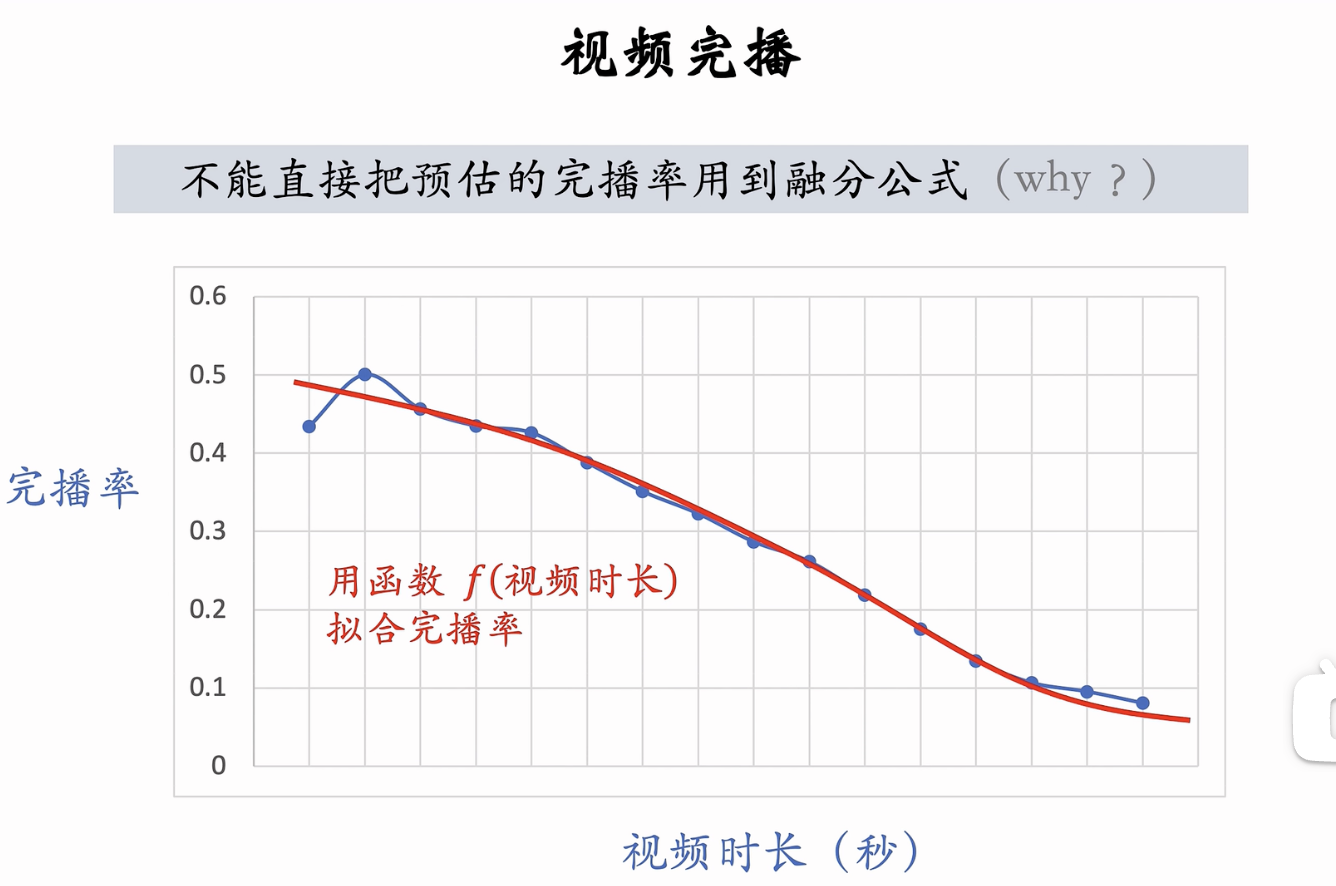 视频完播
不能直接把预估的完播率用到融分公式（why？）
0.6
0.5
0.4
0.3
0.2
0.1
0
完播率
用函数 f(视频时长)
拟合完播率
视频时长（秒）